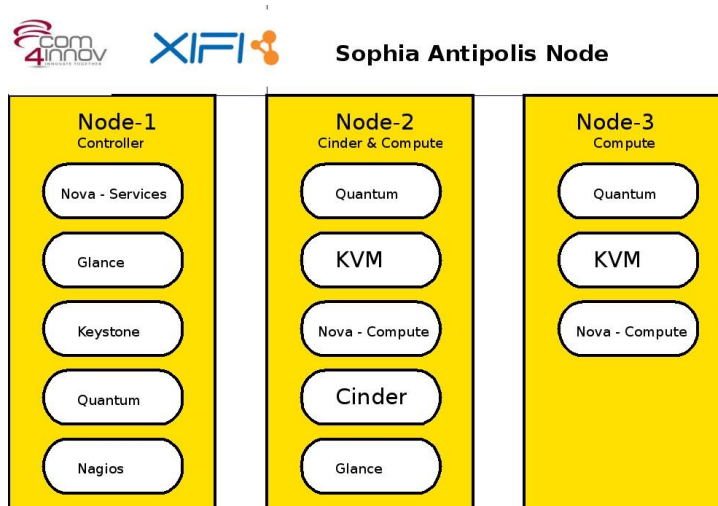 com
4innov
INNOVATE TOGETHER
XIFI
Sophia Antipolis Node
Node-1
Controller
Nova - Services
Glance
Keystone
Quantum
Nagios
Node-2
Cinder & Compute
Quantum
KVM
Nova - Compute
Cinder
Glance
Node-3
Compute
Quantum
KVM
Nova - Compute